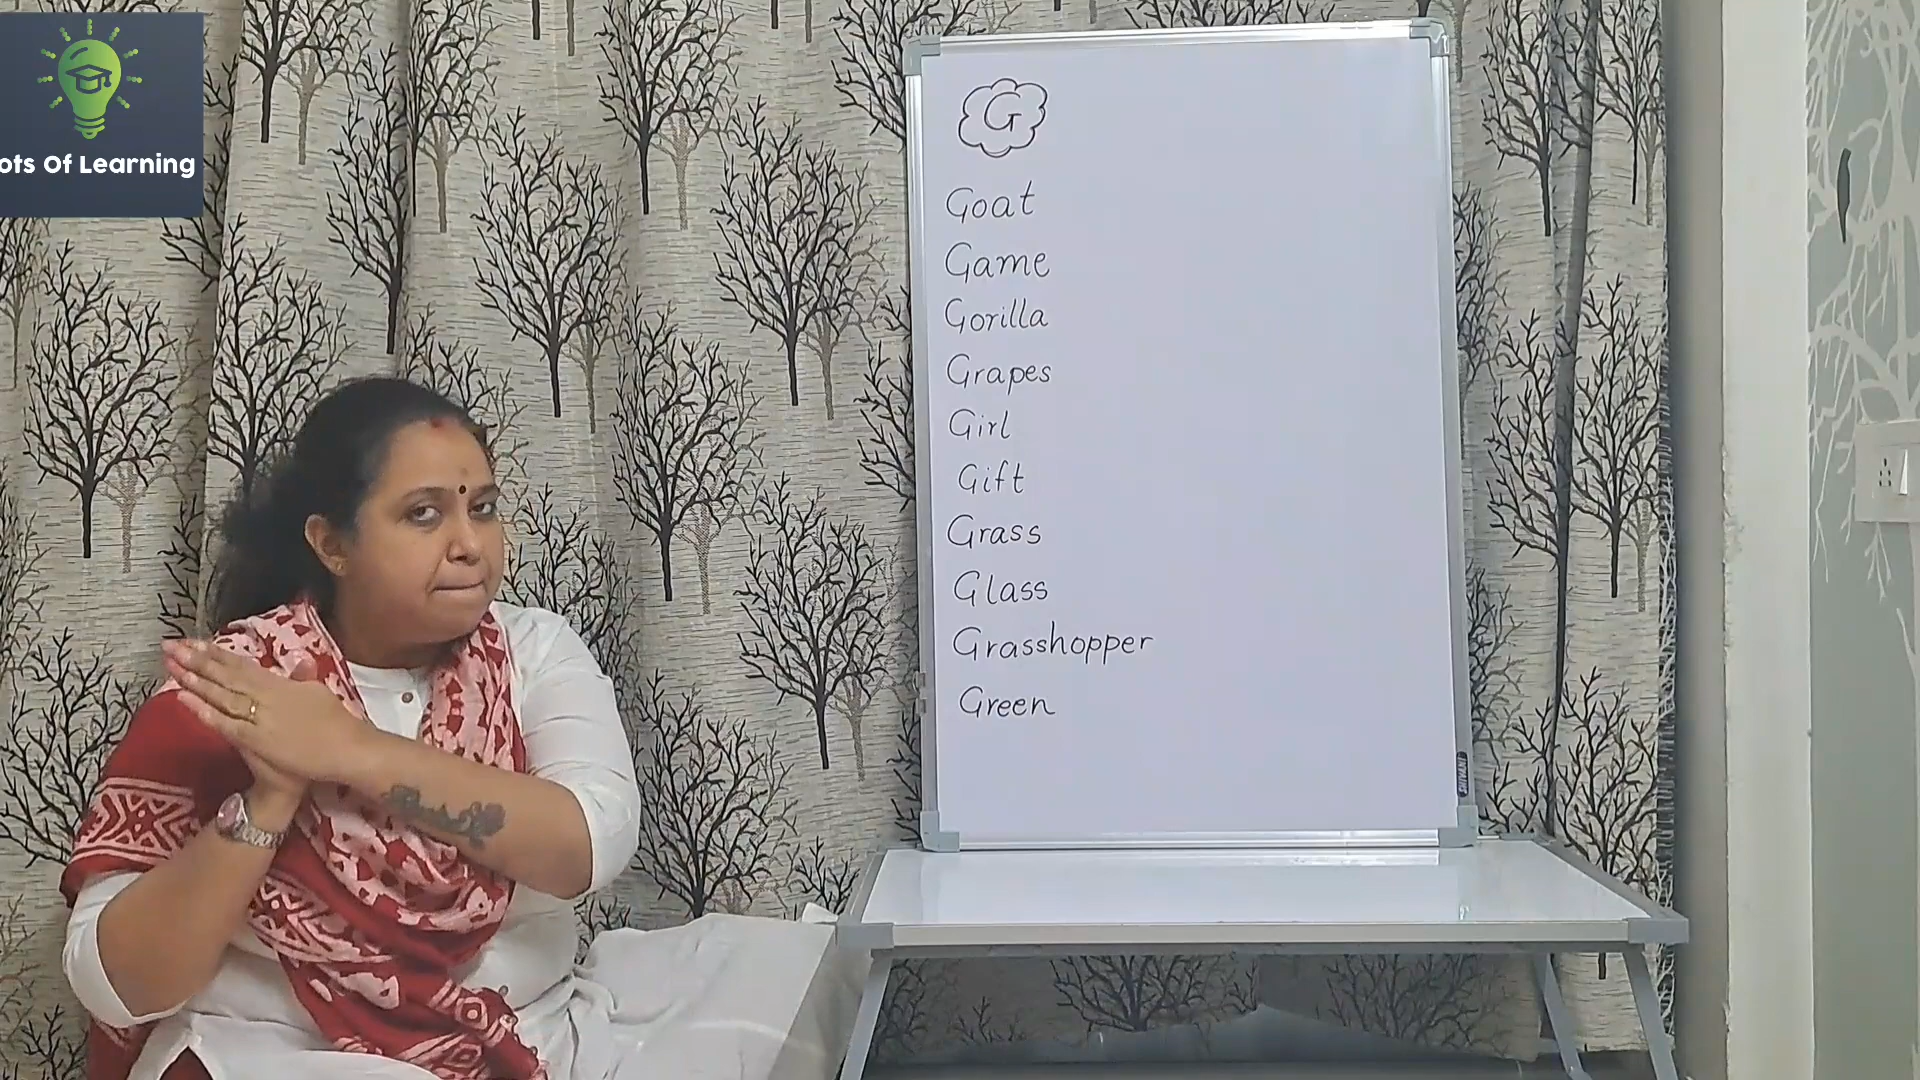 ots Of Learning
G
Goat
Game
Gorilla
Grapes
Girl
Gift
Grass
Glass
Grasshopper
Green